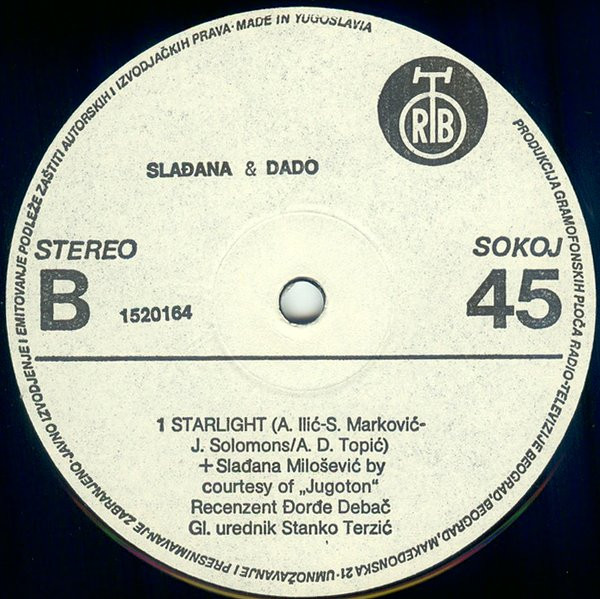 JAVNO IZVODJENJE I EMITOVANJE PODLEŽE ZAŠTITI AUTORSKIH I IZVODJAČKIH PRAVA · MADE IN YUGOSLAVIA
PRODUKCIJA GRAMOFONSKIH PLOČA RADIO-TELEVIZIJE BEOGRAD, BEOGRAD, MAKEDONSKA 21 · UMNOŽAVANJE I PRESNIMAVANJE ZABRANJENO ·
RTB
SLAĐANA & DADO
STEREO
SOKOJ
B 1520164
45
1 STARLIGHT (A. Ilić-S. Marković-
J. Solomons/A. D. Topić)
+ Slađana Milošević by
courtesy of „Jugoton"
Recenzent Đorđe Debač
Gl. urednik Stanko Terzić